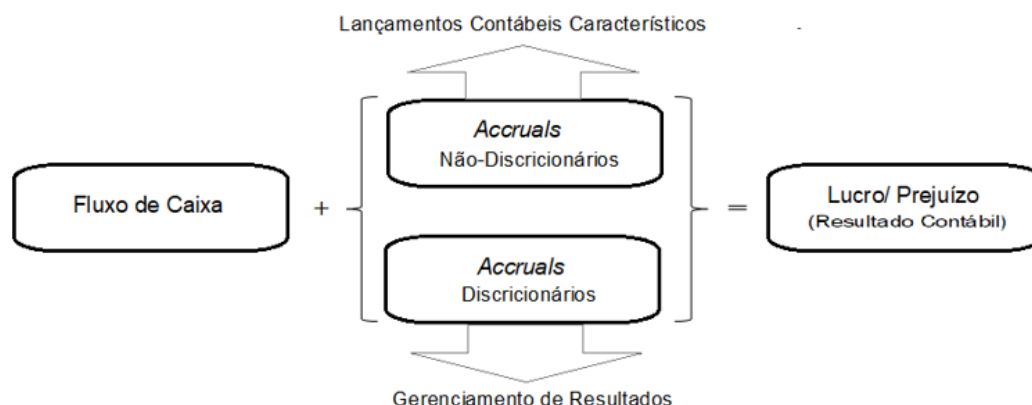 Lançamentos Contábeis Característicos
Accruals
Não-Discricionários
Fluxo de Caixa
+
=
Lucro/ Prejuízo
(Resultado Contábil)
Accruals
Discricionários
Gerenciamento de Resultados